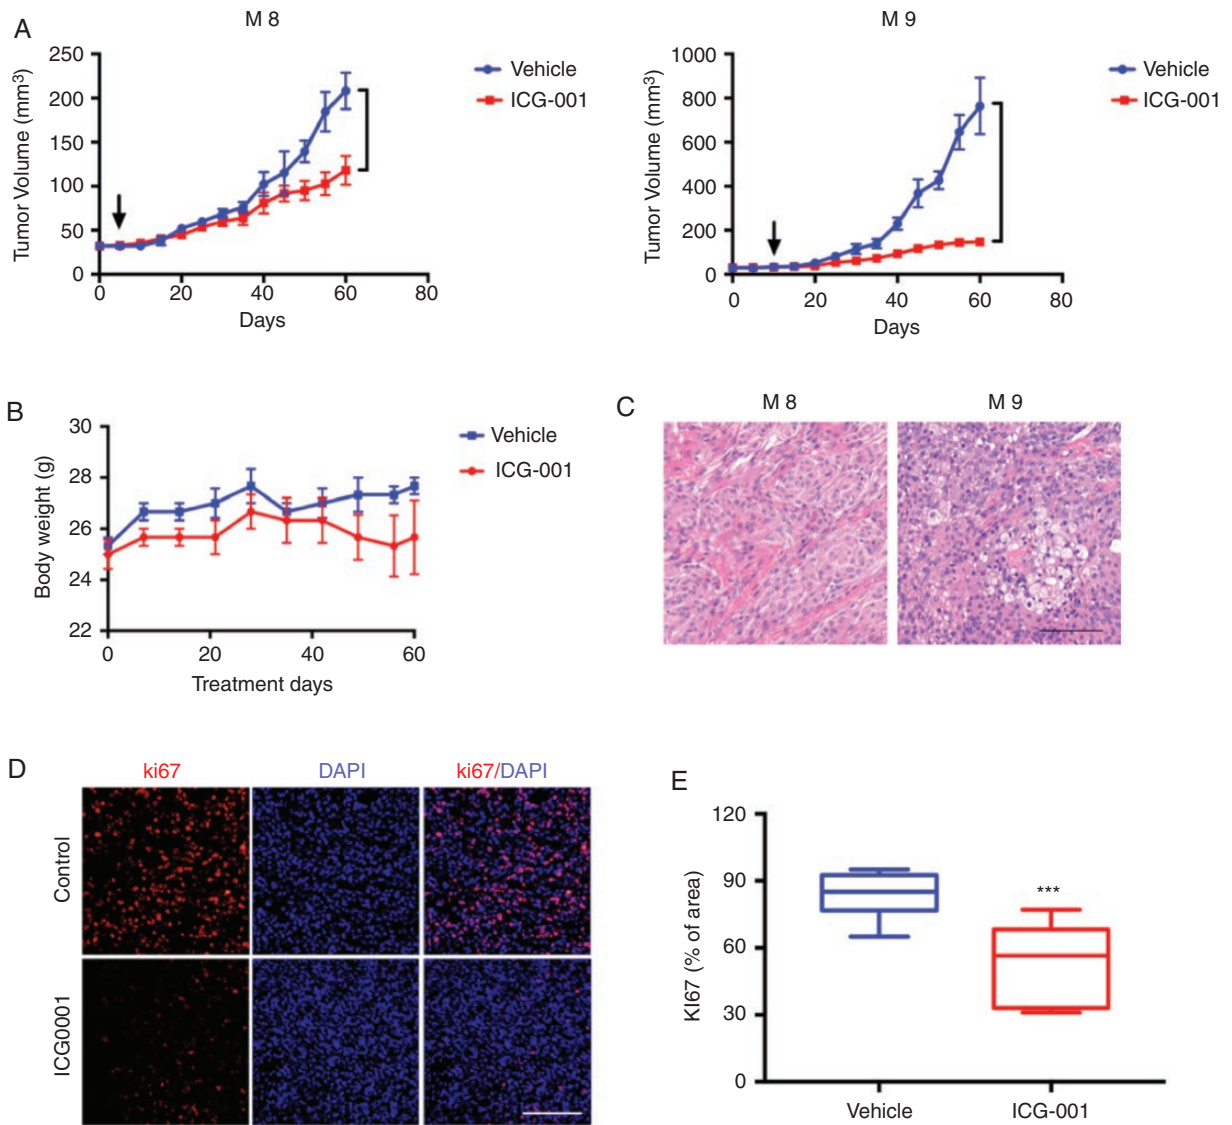 A
M 8
Tumor Volume (mm³)
250
200
150
100
50
0
0 20 40 60 80
Days
Vehicle
ICG-001
M 9
Tumor Volume (mm³)
1000
800
600
400
200
0
0 20 40 60 80
Days
Vehicle
ICG-001
B
Body weight (g)
30
28
26
24
22
0 20 40 60
Treatment days
Vehicle
ICG-001
C
M 8
M 9
D
ki67
DAPI
ki67/DAPI
Control
ICG0001
E
KI67 (% of area)
120
90
60
30
0
***
Vehicle
ICG-001